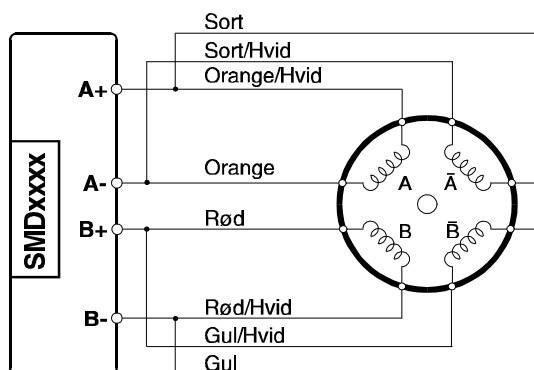 Sort
Sort/Hvid
Orange/Hvid
A+
Orange
A-
A Ā
SMDxxxx
B+
Rød
B B̄
Rød/Hvid
B-
Gul/Hvid
Gul